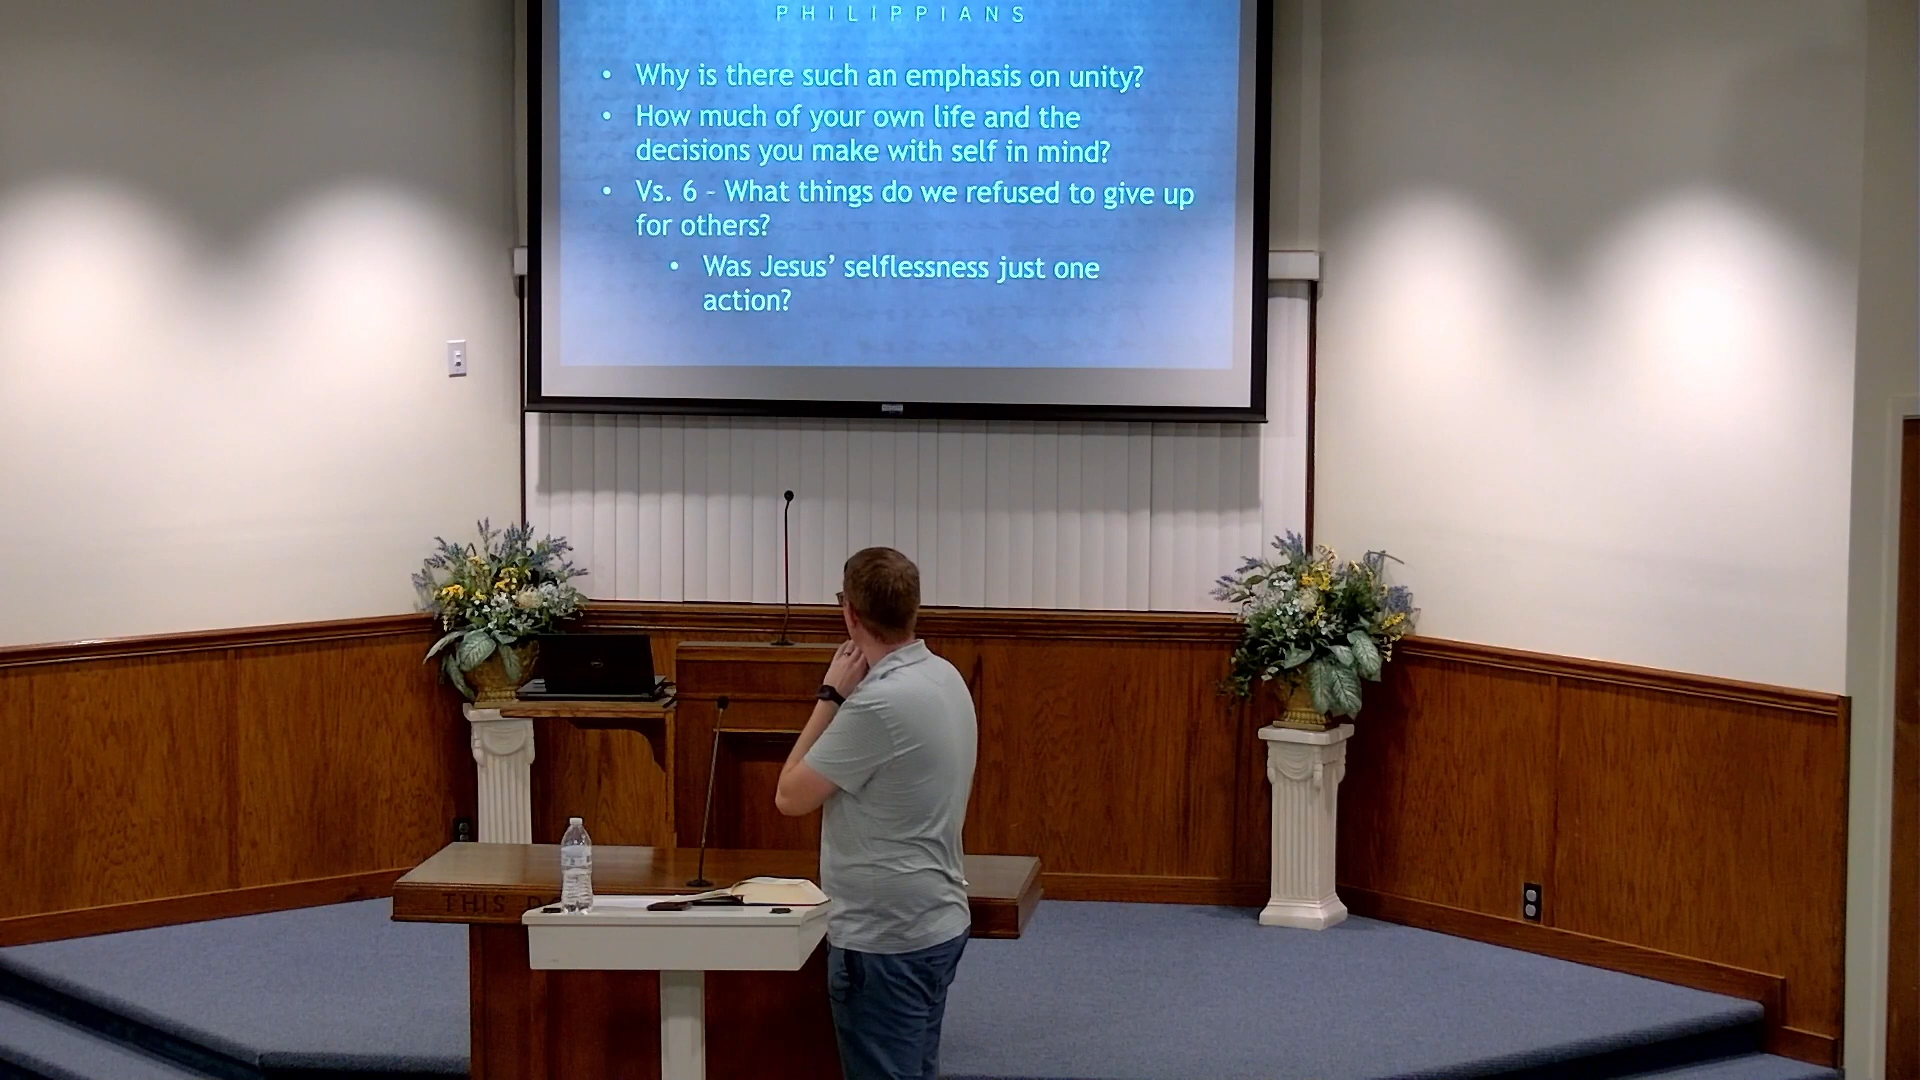 PHILIPPIANS
• Why is there such an emphasis on unity?
• How much of your own life and the
decisions you make with self in mind?
• Vs. 6 – What things do we refused to give up
for others?
• Was Jesus’ selflessness just one
action?
THIS